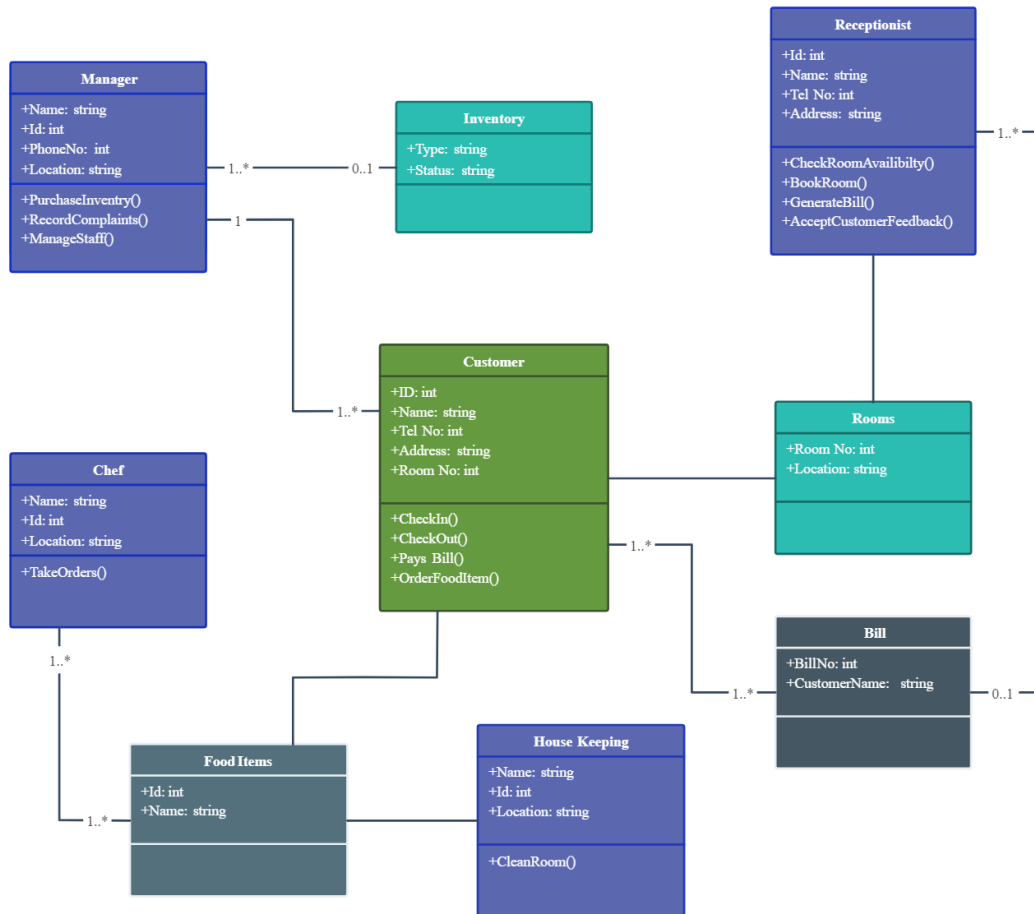 Receptionist
+Id: int
+Name: string
+Tel No: int
+Address: string
+CheckRoomAvailibilty()
+BookRoom()
+GenerateBill()
+AcceptCustomerFeedback()
1..*
Manager
+Name: string
+Id: int
+PhoneNo: int
+Location: string
+PurchaseInventry()
+RecordComplaints()
+ManageStaff()
1..*
0..1
1
Inventory
+Type: string
+Status: string
Customer
+ID: int
+Name: string
+Tel No: int
+Address: string
+Room No: int
+CheckIn()
+CheckOut()
+Pays Bill()
+OrderFoodItem()
1..*
1..*
Rooms
+Room No: int
+Location: string
Chef
+Name: string
+Id: int
+Location: string
+TakeOrders()
1..*
Bill
+BillNo: int
+CustomerName: string
1..*
0..1
Food Items
+Id: int
+Name: string
1..*
House Keeping
+Name: string
+Id: int
+Location: string
+CleanRoom()